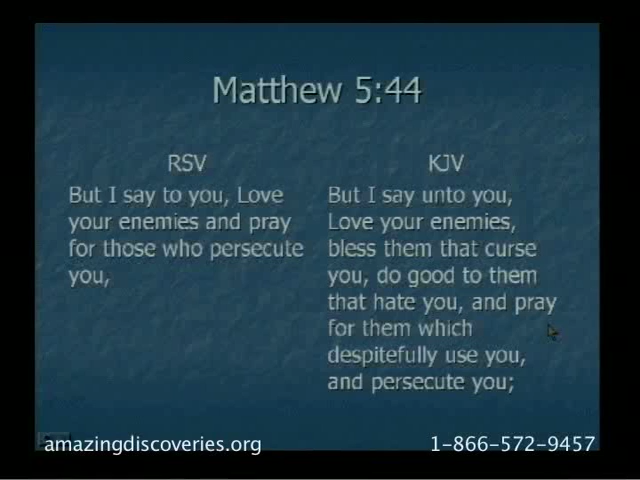 Matthew 5:44
RSV
But I say to you, Love
your enemies and pray
for those who persecute
you,
KJV
But I say unto you,
Love your enemies,
bless them that curse
you, do good to them
that hate you, and pray
for them which
despitefully use you,
and persecute you;
amazingdiscoveries.org
1-866-572-9457